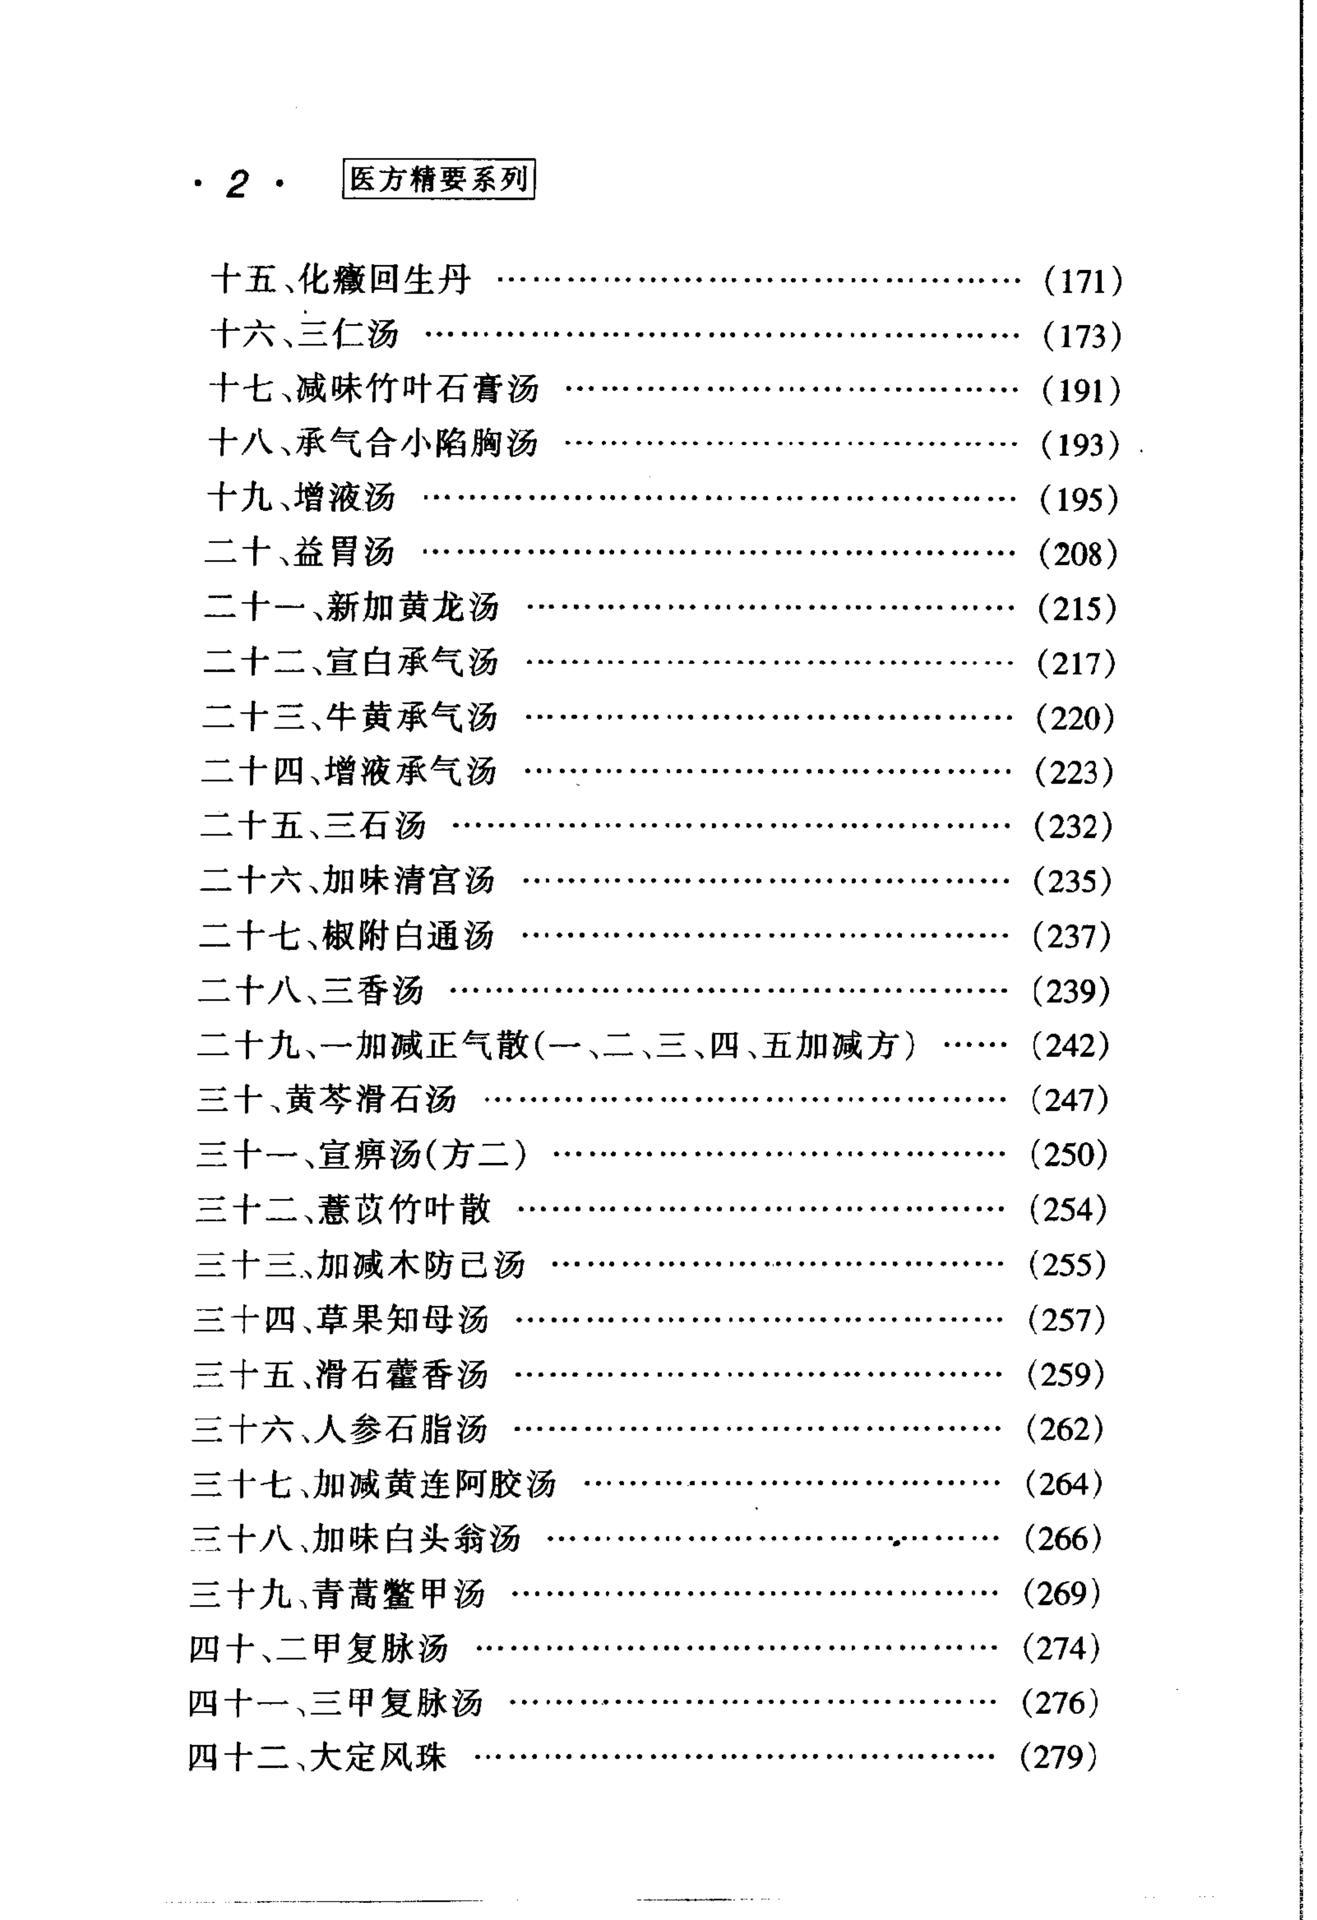 ·2· 医方精要系列
十五、化癥回生丹 …… (171)
十六、三仁汤 …… (173)
十七、减味竹叶石膏汤 …… (191)
十八、承气合小陷胸汤 …… (193)
十九、增液汤 …… (195)
二十、益胃汤 …… (208)
二十一、新加黄龙汤 …… (215)
二十二、宣白承气汤 …… (217)
二十三、牛黄承气汤 …… (220)
二十四、增液承气汤 …… (223)
二十五、三石汤 …… (232)
二十六、加味清宫汤 …… (235)
二十七、椒附白通汤 …… (237)
二十八、三香汤 …… (239)
二十九、一加减正气散(一、二、三、四、五加减方) …… (242)
三十、黄芩滑石汤 …… (247)
三十一、宣痹汤(方二) …… (250)
三十二、薏苡竹叶散 …… (254)
三十三、加减木防己汤 …… (255)
三十四、草果知母汤 …… (257)
三十五、滑石藿香汤 …… (259)
三十六、人参石脂汤 …… (262)
三十七、加减黄连阿胶汤 …… (264)
三十八、加味白头翁汤 …… (266)
三十九、青蒿鳖甲汤 …… (269)
四十、二甲复脉汤 …… (274)
四十一、三甲复脉汤 …… (276)
四十二、大定风珠 …… (279)